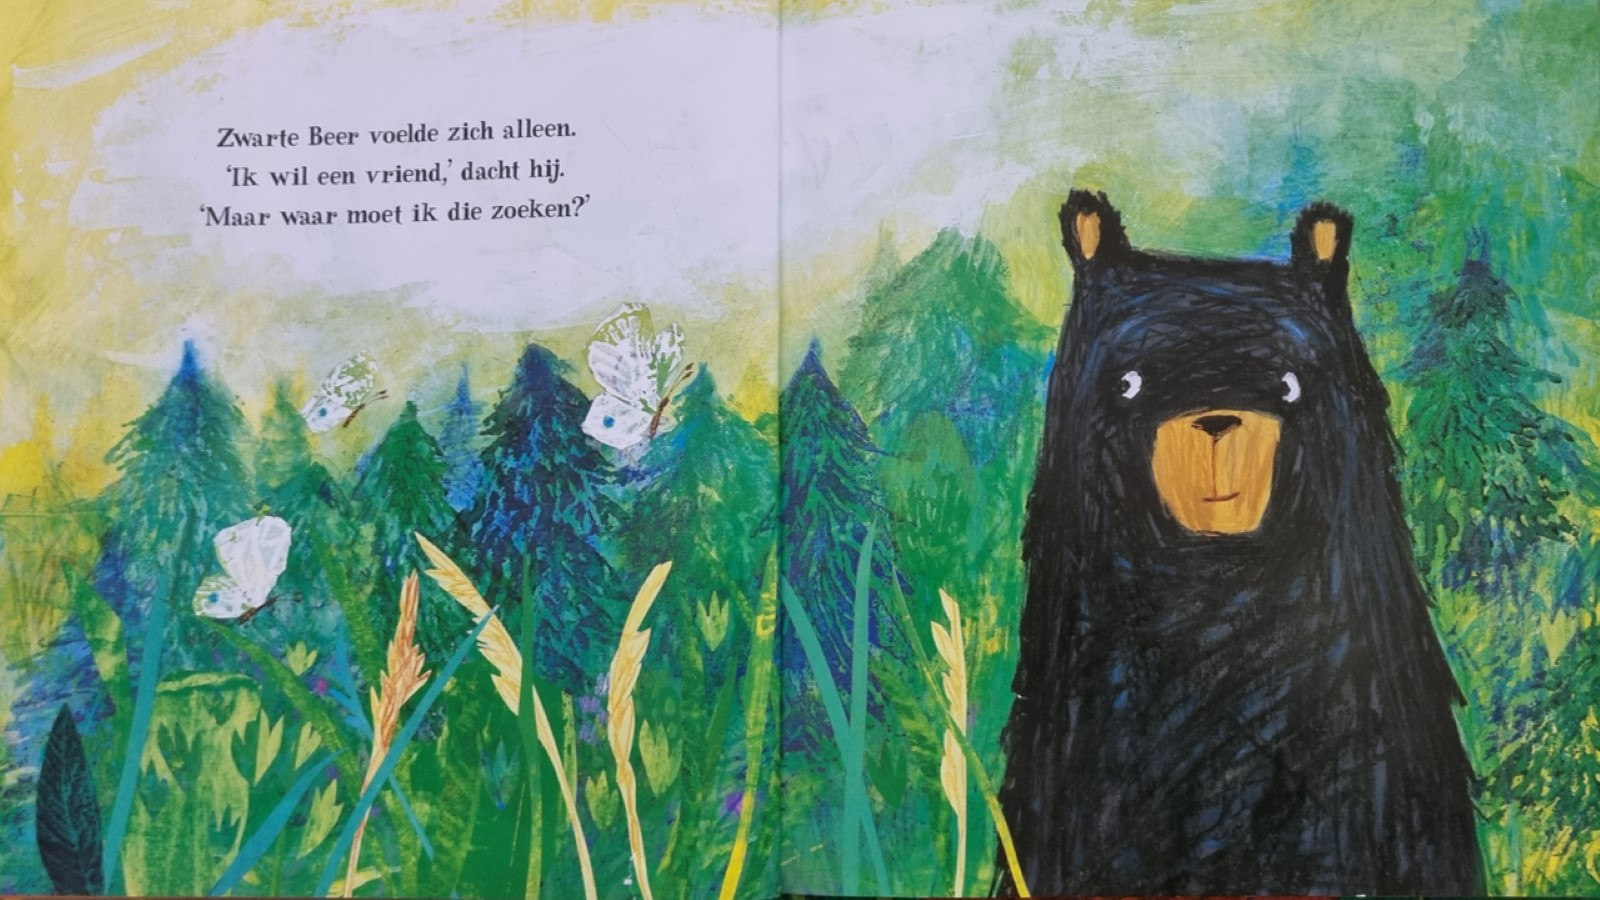 Zwarte Beer voelde zich alleen.
‘Ik wil een vriend,’ dacht hij.
‘Maar waar moet ik die zoeken?’